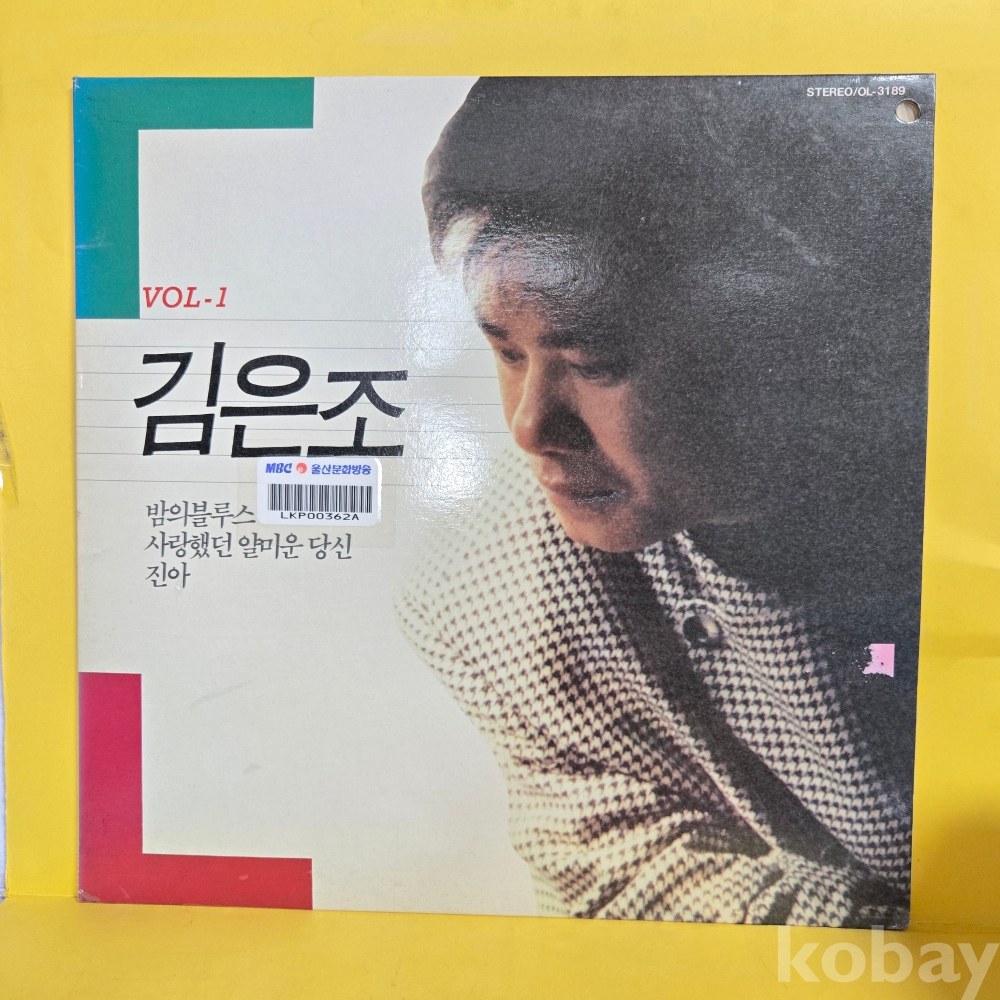 STEREO/OL-3189
VOL-1
김은조
MBC 울산문화방송
LKP00362A
밤의블루스
사랑했던 얄미운 당신
진아
kobay